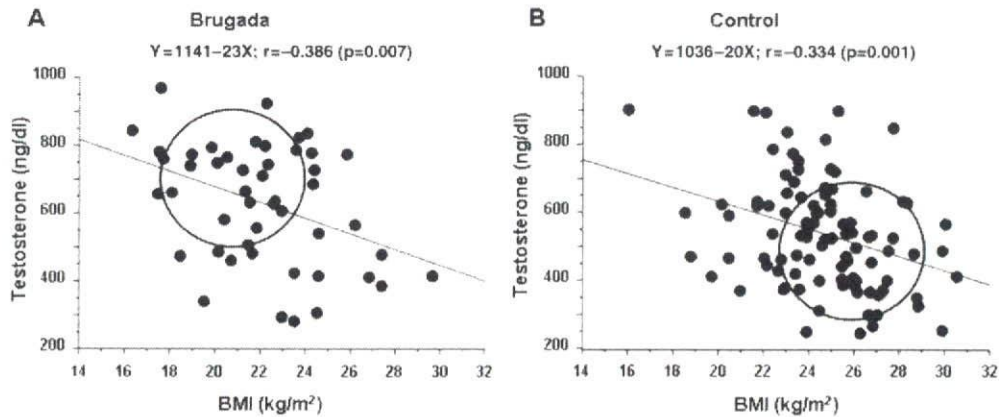 A
Brugada
Y=1141−23X; r=−0.386 (p=0.007)
Testosterone (ng/dl)
1000
800
600
400
200
14 16 18 20 22 24 26 28 30 32
BMI (kg/m²)
B
Control
Y=1036−20X; r=−0.334 (p=0.001)
Testosterone (ng/dl)
1000
800
600
400
200
14 16 18 20 22 24 26 28 30 32
BMI (kg/m²)